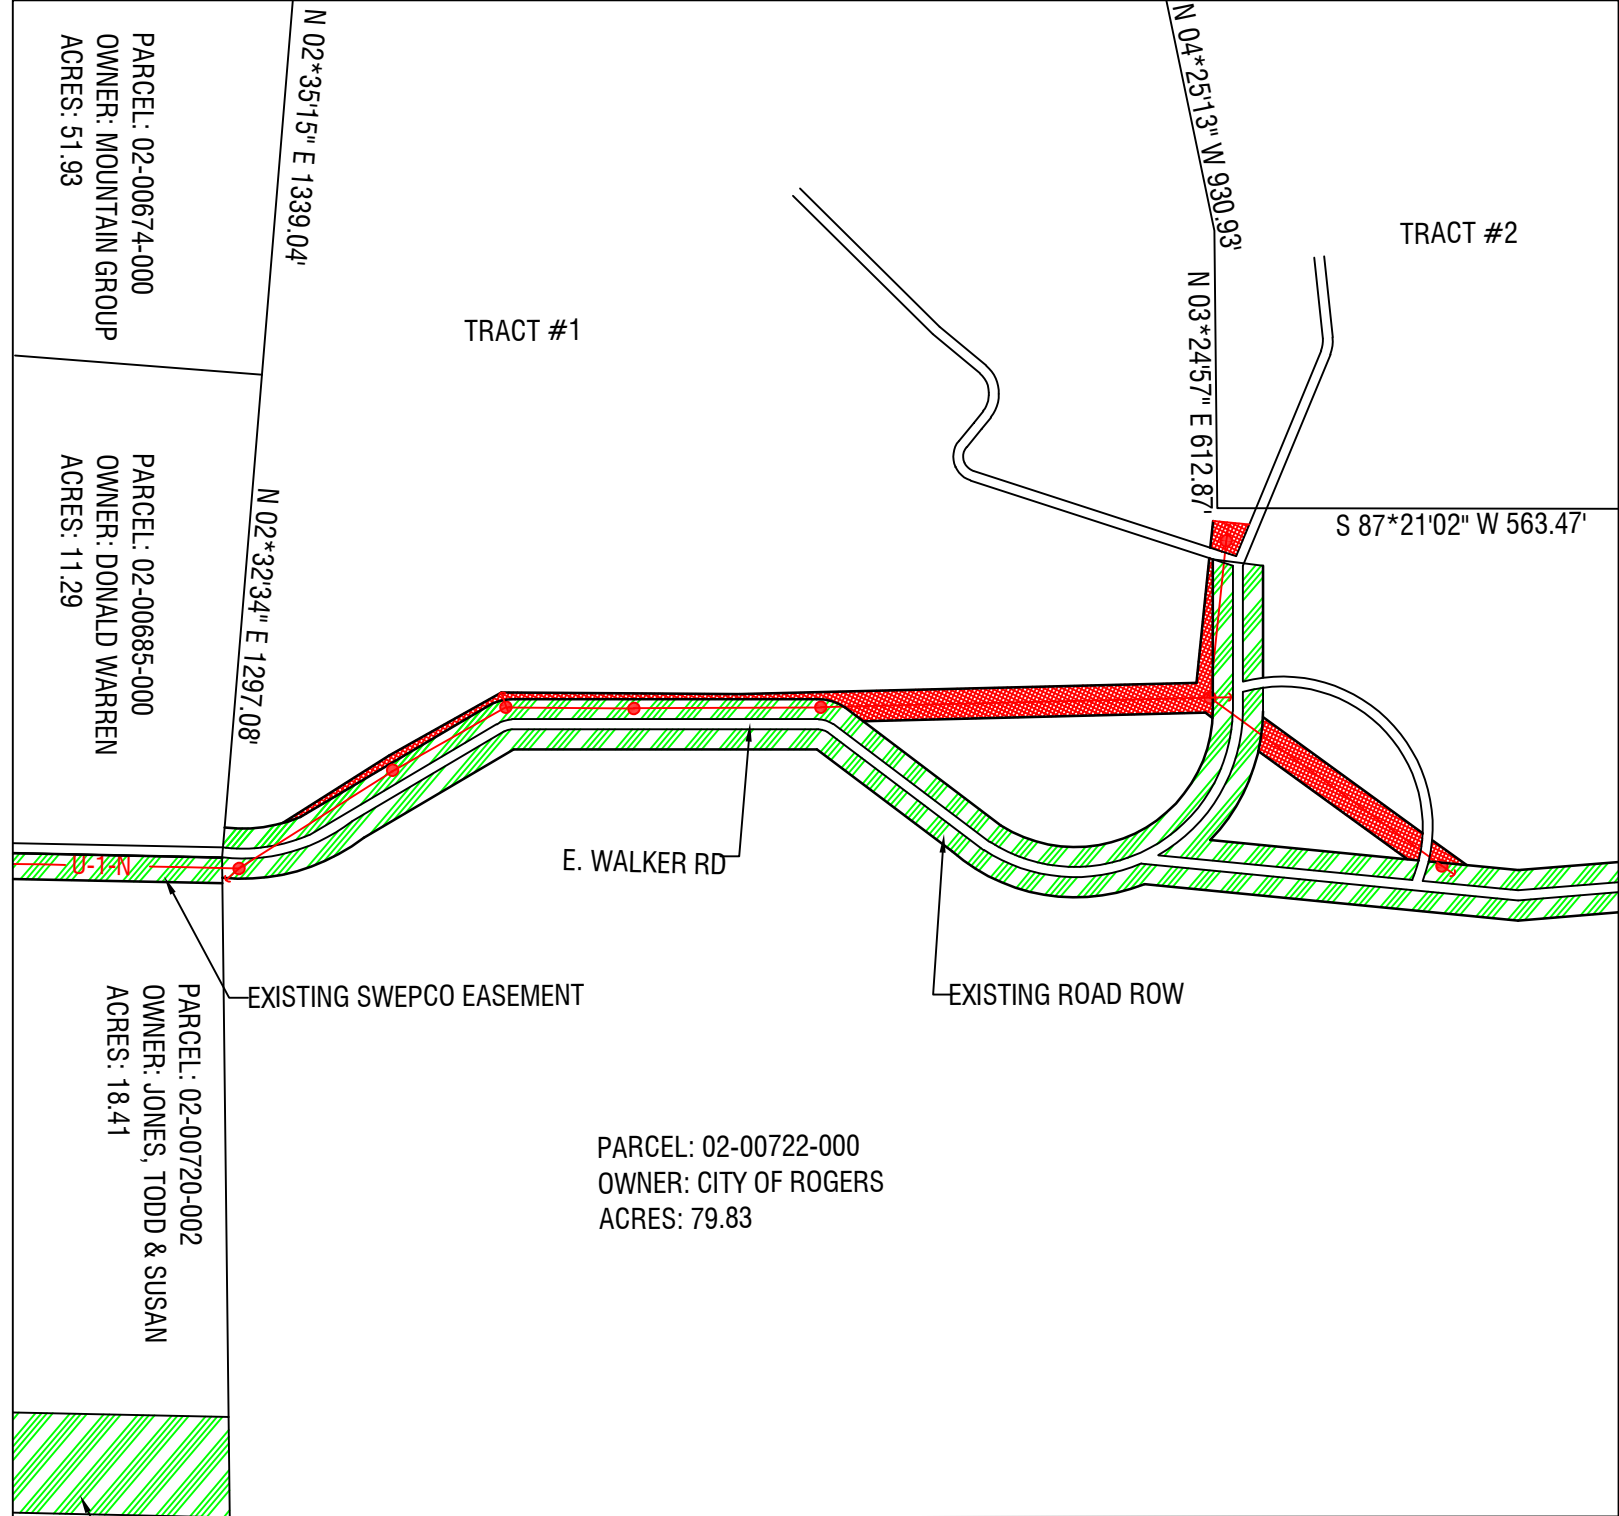 PARCEL: 02-00674-000
OWNER: MOUNTAIN GROUP
ACRES: 51.93
N 02*35'15" E 1339.04'
N 04*25'13" W 930.93'
TRACT #2
TRACT #1
N 03*24'57" E 612.87'
S 87*21'02" W 563.47'
PARCEL: 02-00685-000
OWNER: DONALD WARREN
ACRES: 11.29
N 02*32'34" E 1297.08'
U-1-N
E. WALKER RD
EXISTING SWEPCO EASEMENT
EXISTING ROAD ROW
PARCEL: 02-00720-002
OWNER: JONES, TODD & SUSAN
ACRES: 18.41
PARCEL: 02-00722-000
OWNER: CITY OF ROGERS
ACRES: 79.83